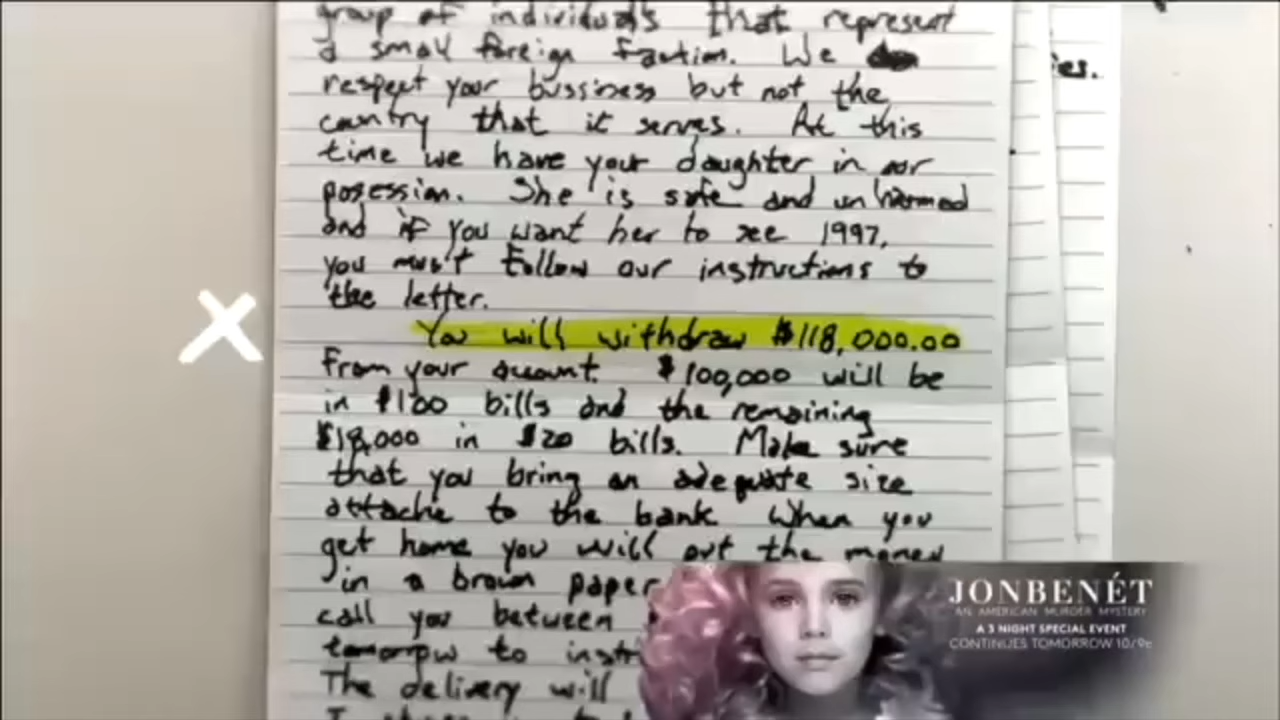 group of individuals that represent
a small foreign faction. We
respect your bussiness but not the
country that it serves. At this
time we have your daughter in our
posession. She is safe and unharmed
and if you want her to see 1997,
you must follow our instructions to
the letter.
You will withdraw $118,000.00
from your account. $100,000 will be
in $100 bills and the remaining
$18,000 in $20 bills. Make sure
that you bring an adequate size
attache to the bank. When you
get home you will put the money
in a brown paper
call you between
tomorrow to instr
The delivery will
es.
JONBENÉT
AN AMERICAN MURDER MYSTERY
A 3 NIGHT SPECIAL EVENT
CONTINUES TOMORROW 10/9c